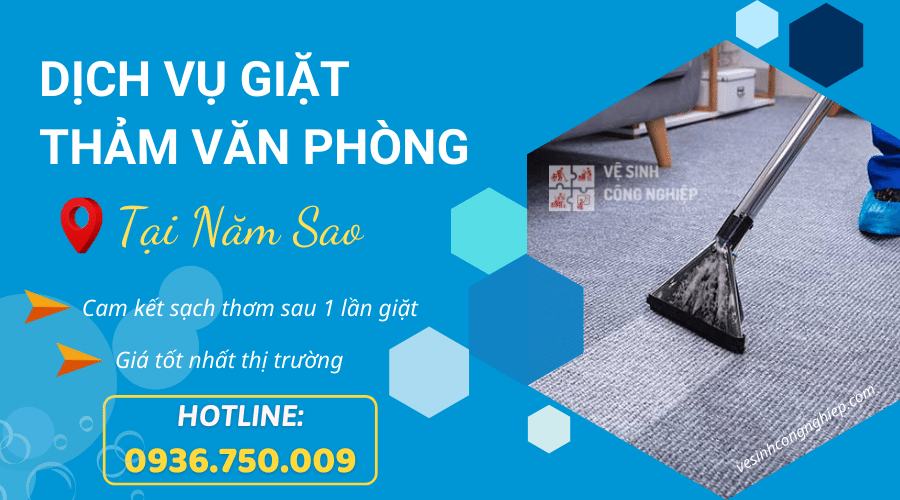 DỊCH VỤ GIẶT
THẢM VĂN PHÒNG
Tại Năm Sao
Cam kết sạch thơm sau 1 lần giặt
Giá tốt nhất thị trường
HOTLINE:
0936.750.009
VỆ SINH
CÔNG NGHIỆP
vesinhcongnghiep.com